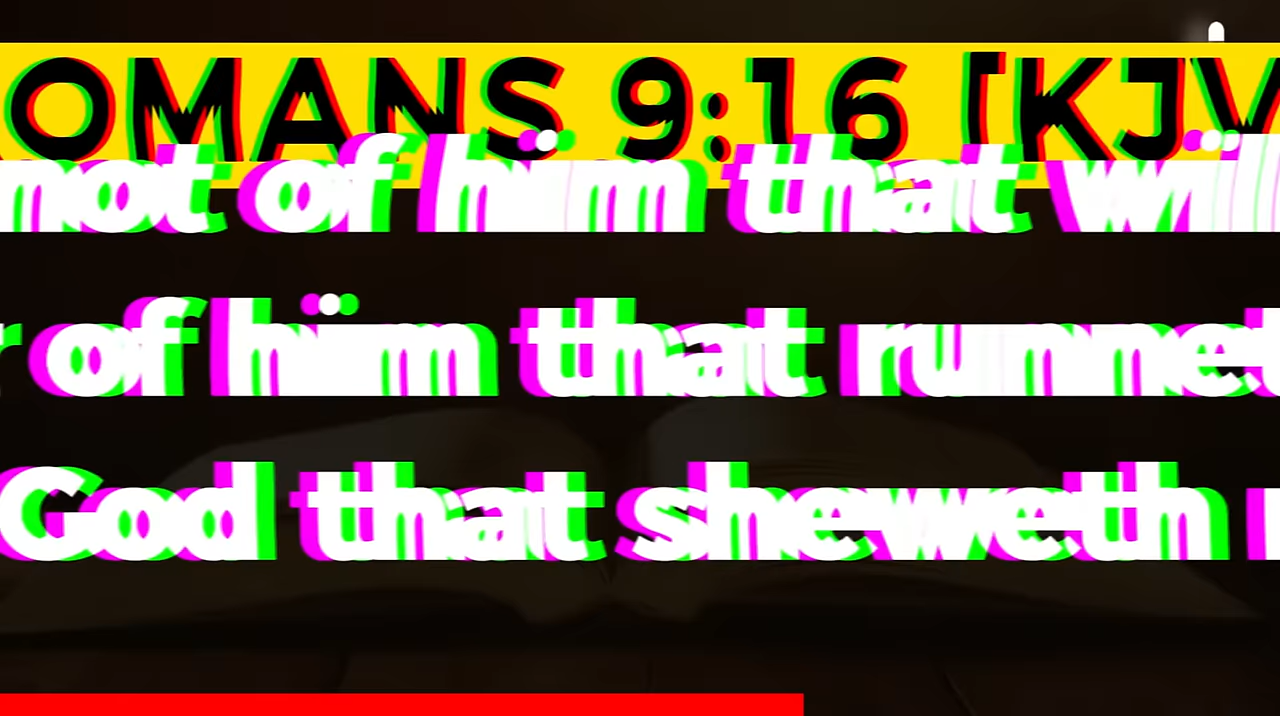 OMANS 9:16 [KJV
not of him that will
of him that runnet
God that sheweth